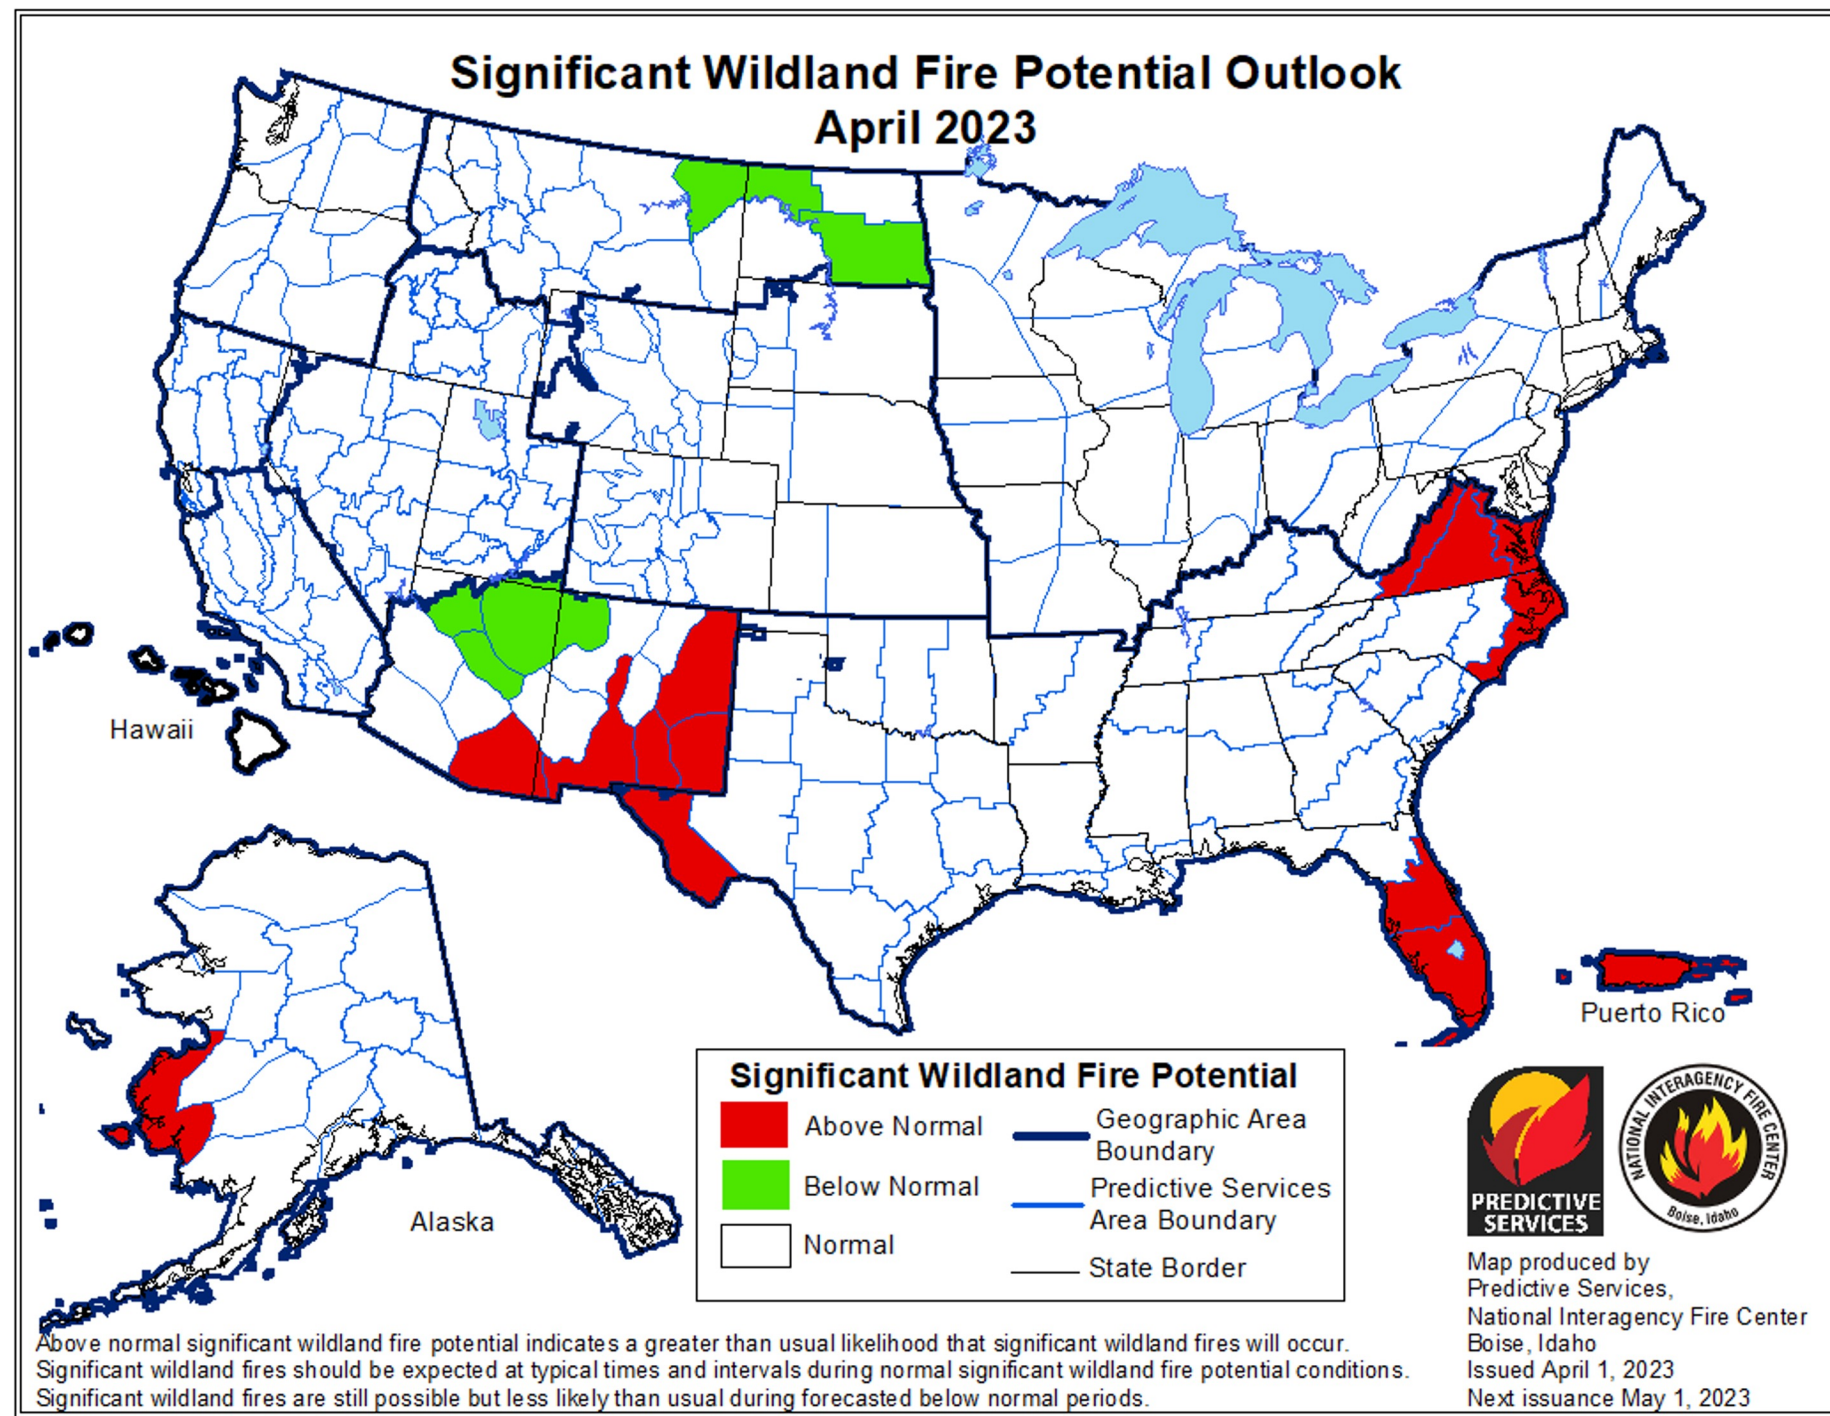 Significant Wildland Fire Potential Outlook
April 2023
Hawaii
Alaska
Puerto Rico
Significant Wildland Fire Potential
Above Normal
Below Normal
Normal
Geographic Area
Boundary
Predictive Services
Area Boundary
State Border
PREDICTIVE
SERVICES
NATIONAL INTERAGENCY FIRE CENTER
Boise, Idaho
Map produced by
Predictive Services,
National Interagency Fire Center
Boise, Idaho
Issued April 1, 2023
Next issuance May 1, 2023
Above normal significant wildland fire potential indicates a greater than usual likelihood that significant wildland fires will occur.
Significant wildland fires should be expected at typical times and intervals during normal significant wildland fire potential conditions.
Significant wildland fires are still possible but less likely than usual during forecasted below normal periods.